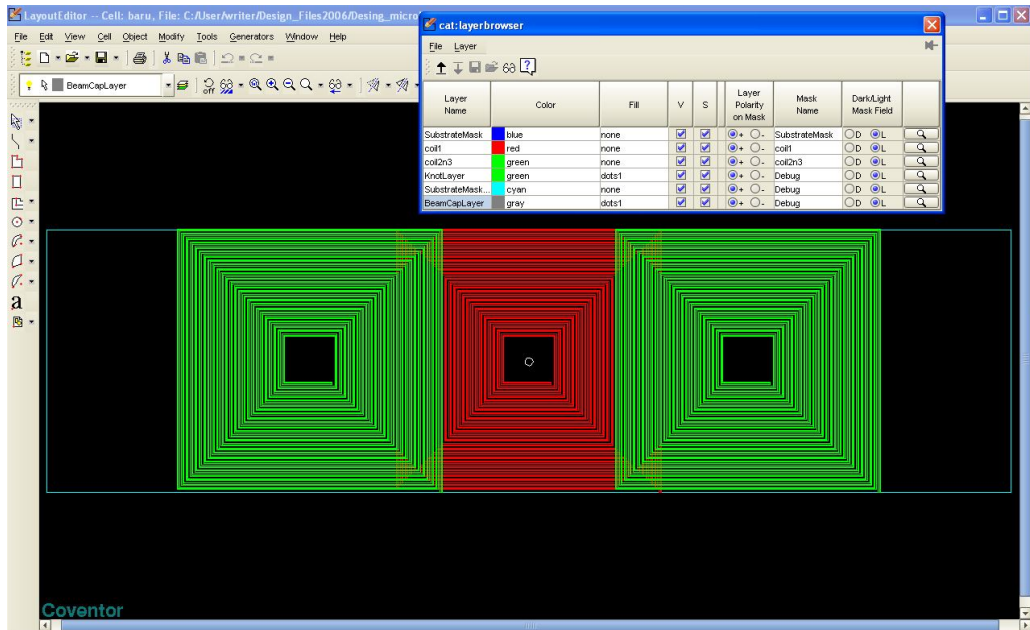 LayoutEditor -- Cell: baru, File: C:/User/writer/Design_Files2006/Desing_micro
File Edit View Cell Object Modify Tools Generators Window Help
BeamCapLayer
off
a
cat:layerbrowser
File Layer
Layer Name Color Fill V S Layer Polarity on Mask Mask Name Dark/Light Mask Field
SubstrateMask blue none + - SubstrateMask D L
coil1 red none + - coil1 D L
coil2n3 green none + - coil2n3 D L
KnotLayer green dots1 + - Debug D L
SubstrateMask... cyan none + - Debug D L
BeamCapLayer gray dots1 + - Debug D L
Coventor